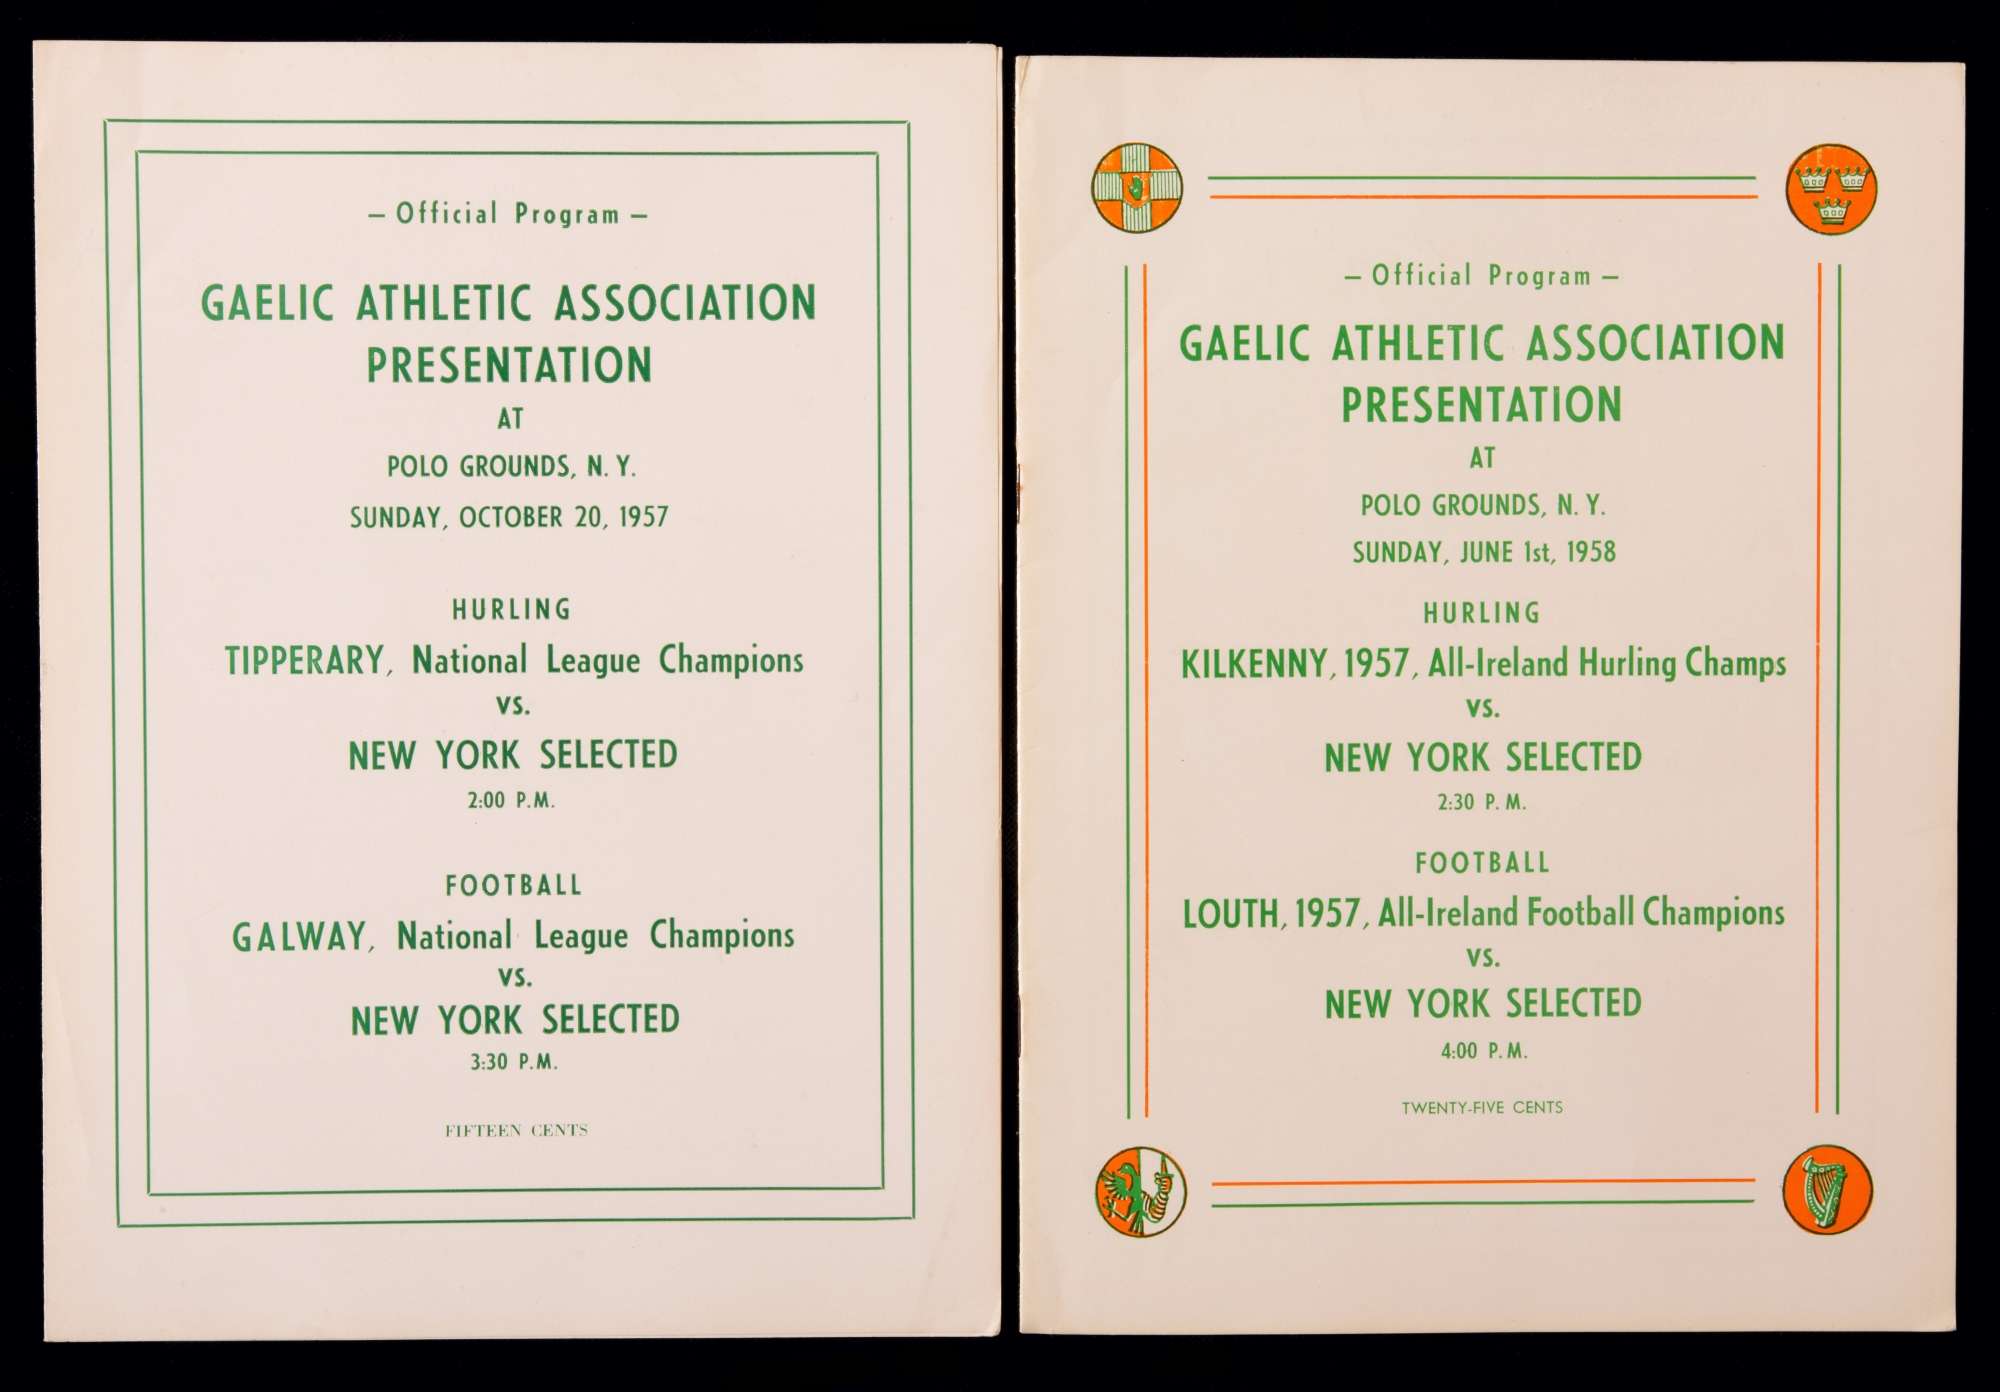 – Official Program –
GAELIC ATHLETIC ASSOCIATION
PRESENTATION
AT
POLO GROUNDS, N. Y.
SUNDAY, OCTOBER 20, 1957
HURLING
TIPPERARY, National League Champions
vs.
NEW YORK SELECTED
2:00 P.M.
FOOTBALL
GALWAY, National League Champions
vs.
NEW YORK SELECTED
3:30 P.M.
FIFTEEN CENTS
– Official Program –
GAELIC ATHLETIC ASSOCIATION
PRESENTATION
AT
POLO GROUNDS, N. Y.
SUNDAY, JUNE 1st, 1958
HURLING
KILKENNY, 1957, All-Ireland Hurling Champs
vs.
NEW YORK SELECTED
2:30 P. M.
FOOTBALL
LOUTH, 1957, All-Ireland Football Champions
vs.
NEW YORK SELECTED
4:00 P. M.
TWENTY-FIVE CENTS